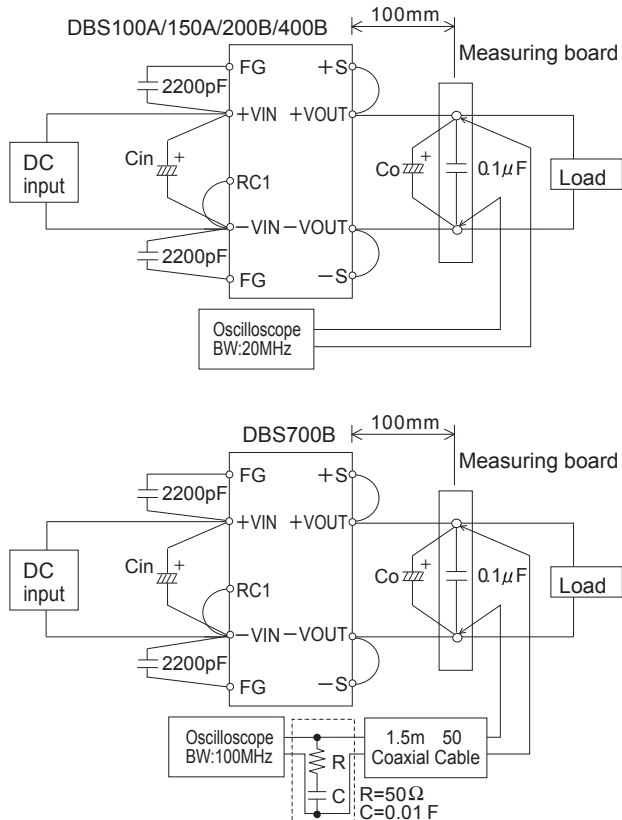 DBS100A/150A/200B/400B
100mm
Measuring board
FG
+S
2200pF
+VIN
+VOUT
DC
input
Cin
+
RC1
Co
+
0.1μF
Load
−VIN
−VOUT
2200pF
FG
−S
Oscilloscope
BW:20MHz
DBS700B
100mm
Measuring board
FG
+S
2200pF
+VIN
+VOUT
DC
input
Cin
+
RC1
Co
+
0.1μF
Load
−VIN
−VOUT
2200pF
FG
−S
Oscilloscope
BW:100MHz
R
C
1.5m 50
Coaxial Cable
R=50Ω
C=0.01 F